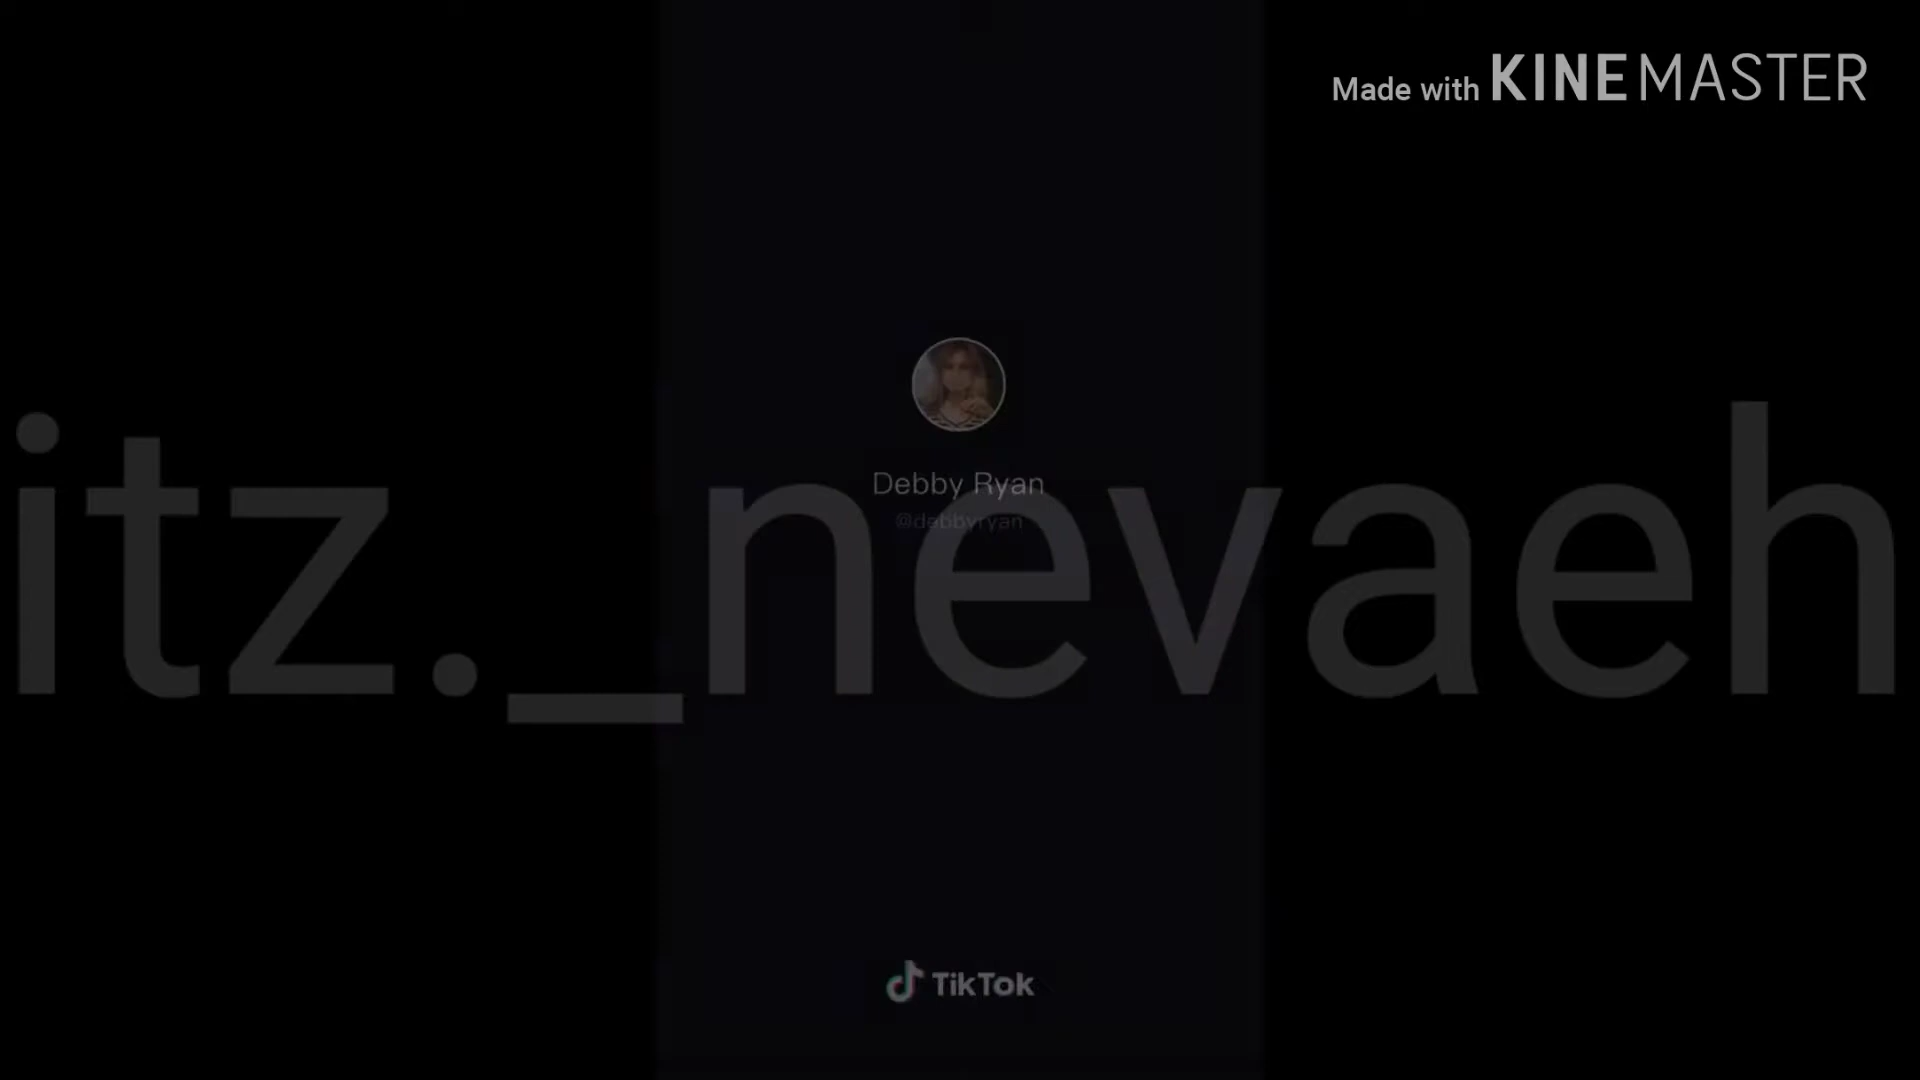 Made with KINEMASTER
Debby Ryan
@debbyryan
itz._nevaeh
TikTok